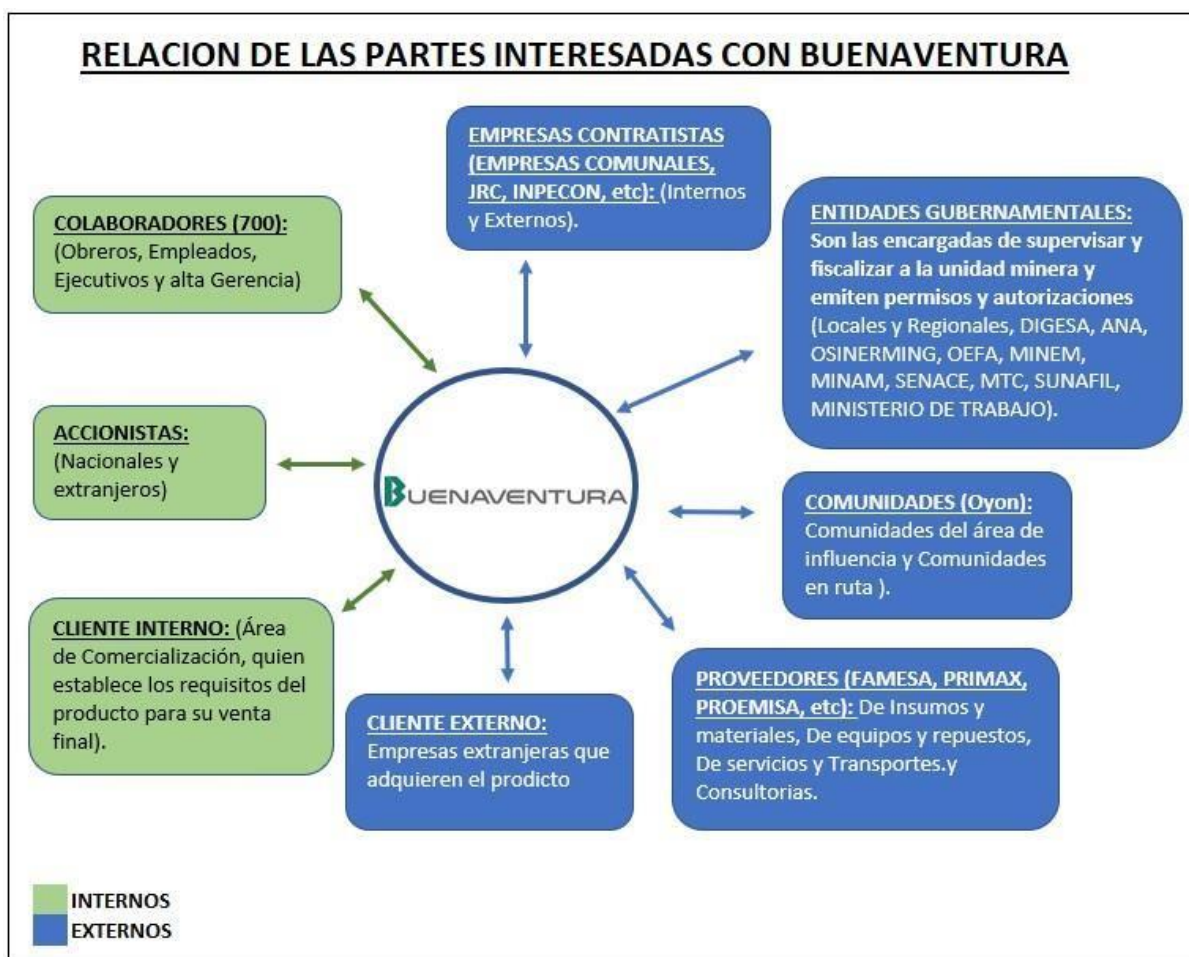 RELACION DE LAS PARTES INTERESADAS CON BUENAVENTURA
EMPRESAS CONTRATISTAS
(EMPRESAS COMUNALES,
JRC, INPECON, etc): (Internos
y Externos).
COLABORADORES (700):
(Obreros, Empleados,
Ejecutivos y alta Gerencia)
ENTIDADES GUBERNAMENTALES:
Son las encargadas de supervisar y
fiscalizar a la unidad minera y
emiten permisos y autorizaciones
(Locales y Regionales, DIGESA, ANA,
OSINERMING, OEFA, MINEM,
MINAM, SENACE, MTC, SUNAFIL,
MINISTERIO DE TRABAJO).
ACCIONISTAS:
(Nacionales y
extranjeros)
BUENAVENTURA
COMUNIDADES (Oyon):
Comunidades del área de
influencia y Comunidades
en ruta ).
CLIENTE INTERNO: (Área
de Comercialización, quien
establece los requisitos del
producto para su venta
final).
CLIENTE EXTERNO:
Empresas extranjeras que
adquieren el prodicto
PROVEEDORES (FAMESA, PRIMAX,
PROEMISA, etc): De Insumos y
materiales, De equipos y repuestos,
De servicios y Transportes.y
Consultorias.
INTERNOS
EXTERNOS